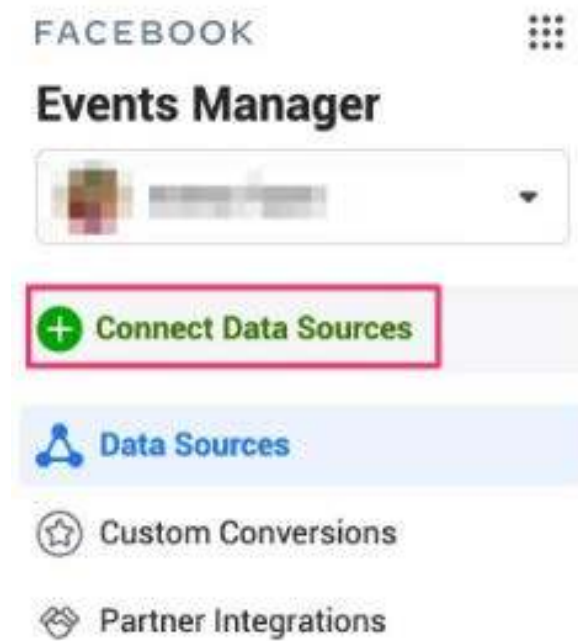 FACEBOOK
Events Manager
Connect Data Sources
Data Sources
Custom Conversions
Partner Integrations